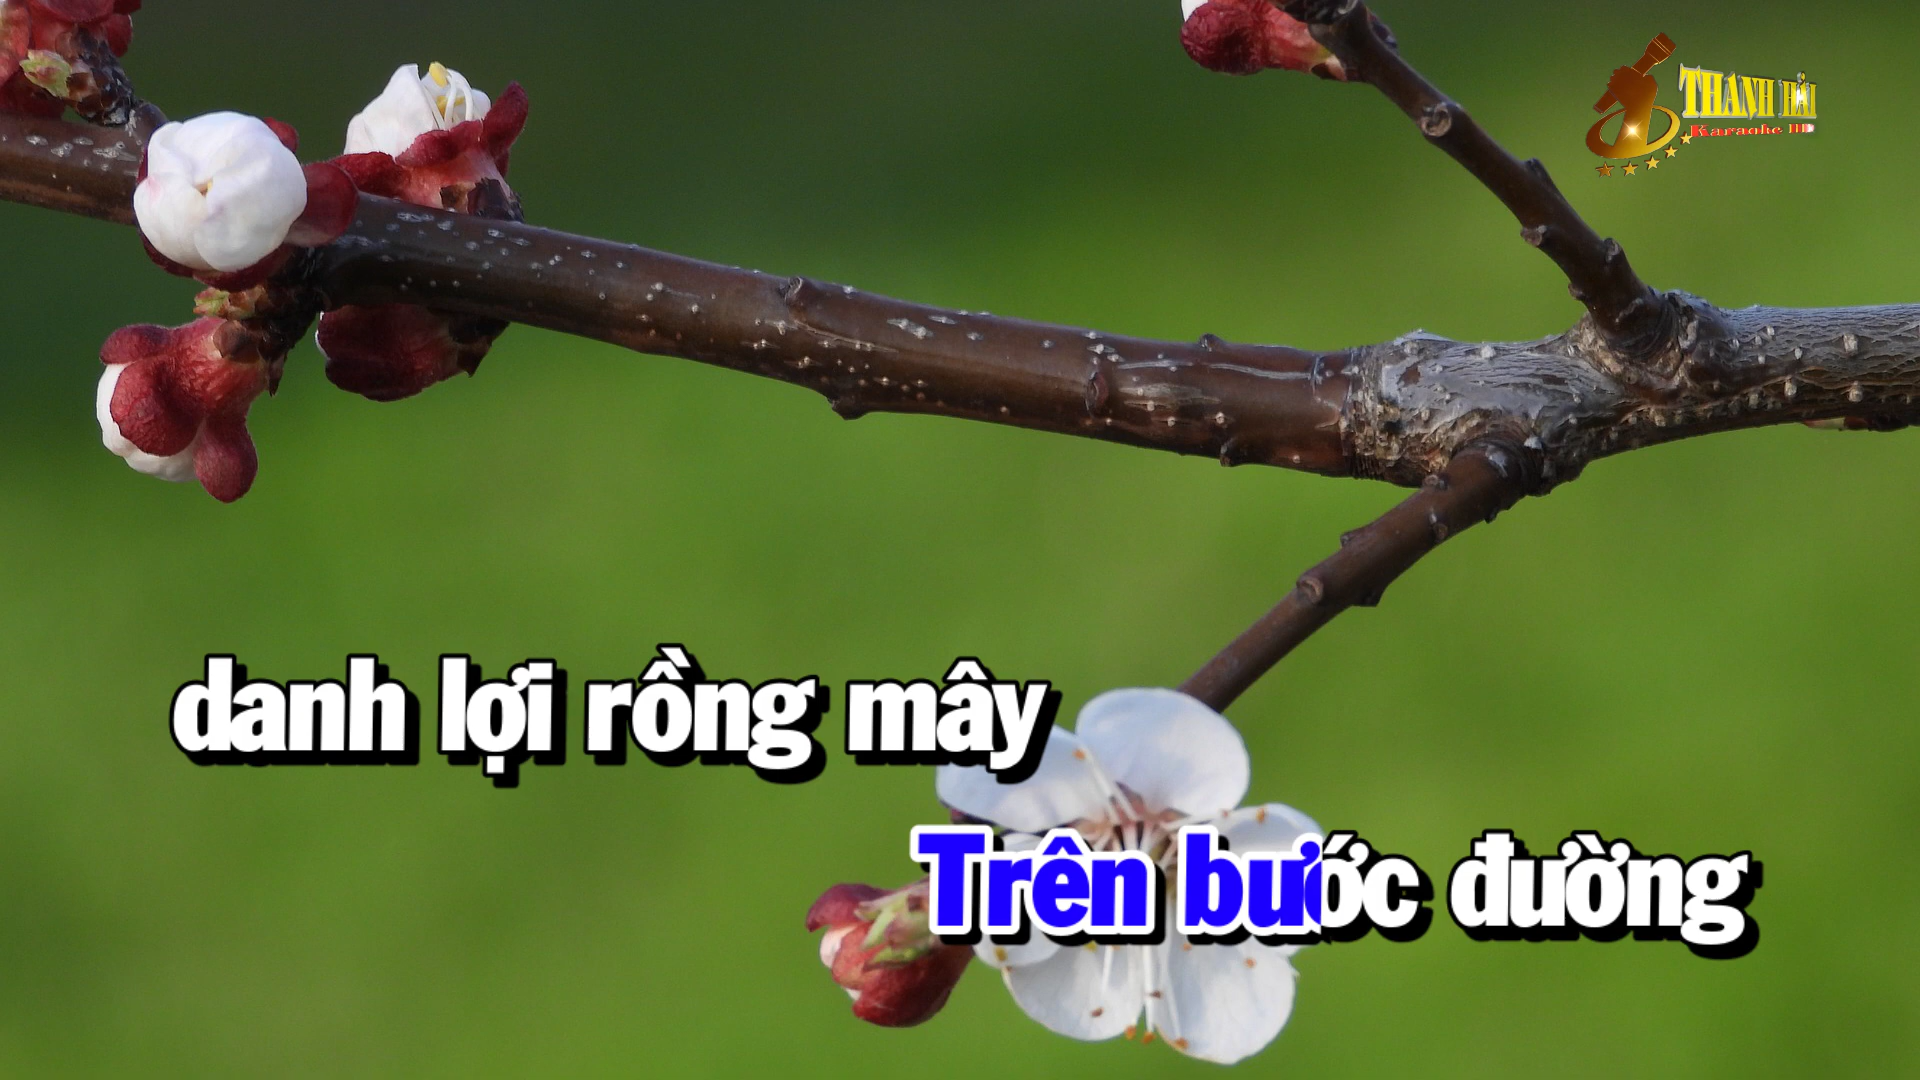 THANH HẢI
Karaoke HD
danh lợi rồng mây
Trên bước đường